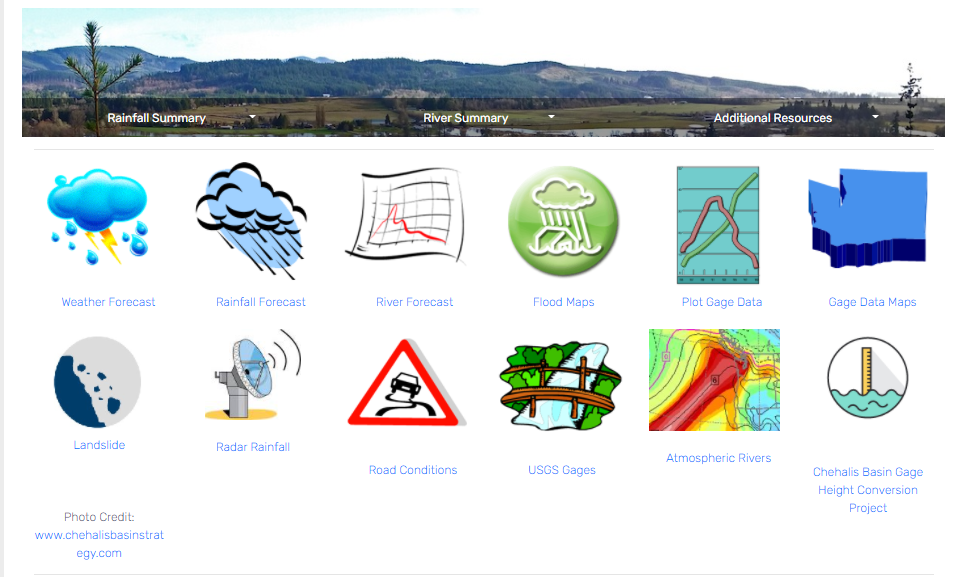 Rainfall Summary
River Summary
Additional Resources
Weather Forecast
Rainfall Forecast
River Forecast
Flood Maps
Plot Gage Data
Gage Data Maps
Landslide
Radar Rainfall
Road Conditions
USGS Gages
Atmospheric Rivers
Chehalis Basin Gage
Height Conversion
Project
Photo Credit:
www.chehalisbasinstrat
egy.com